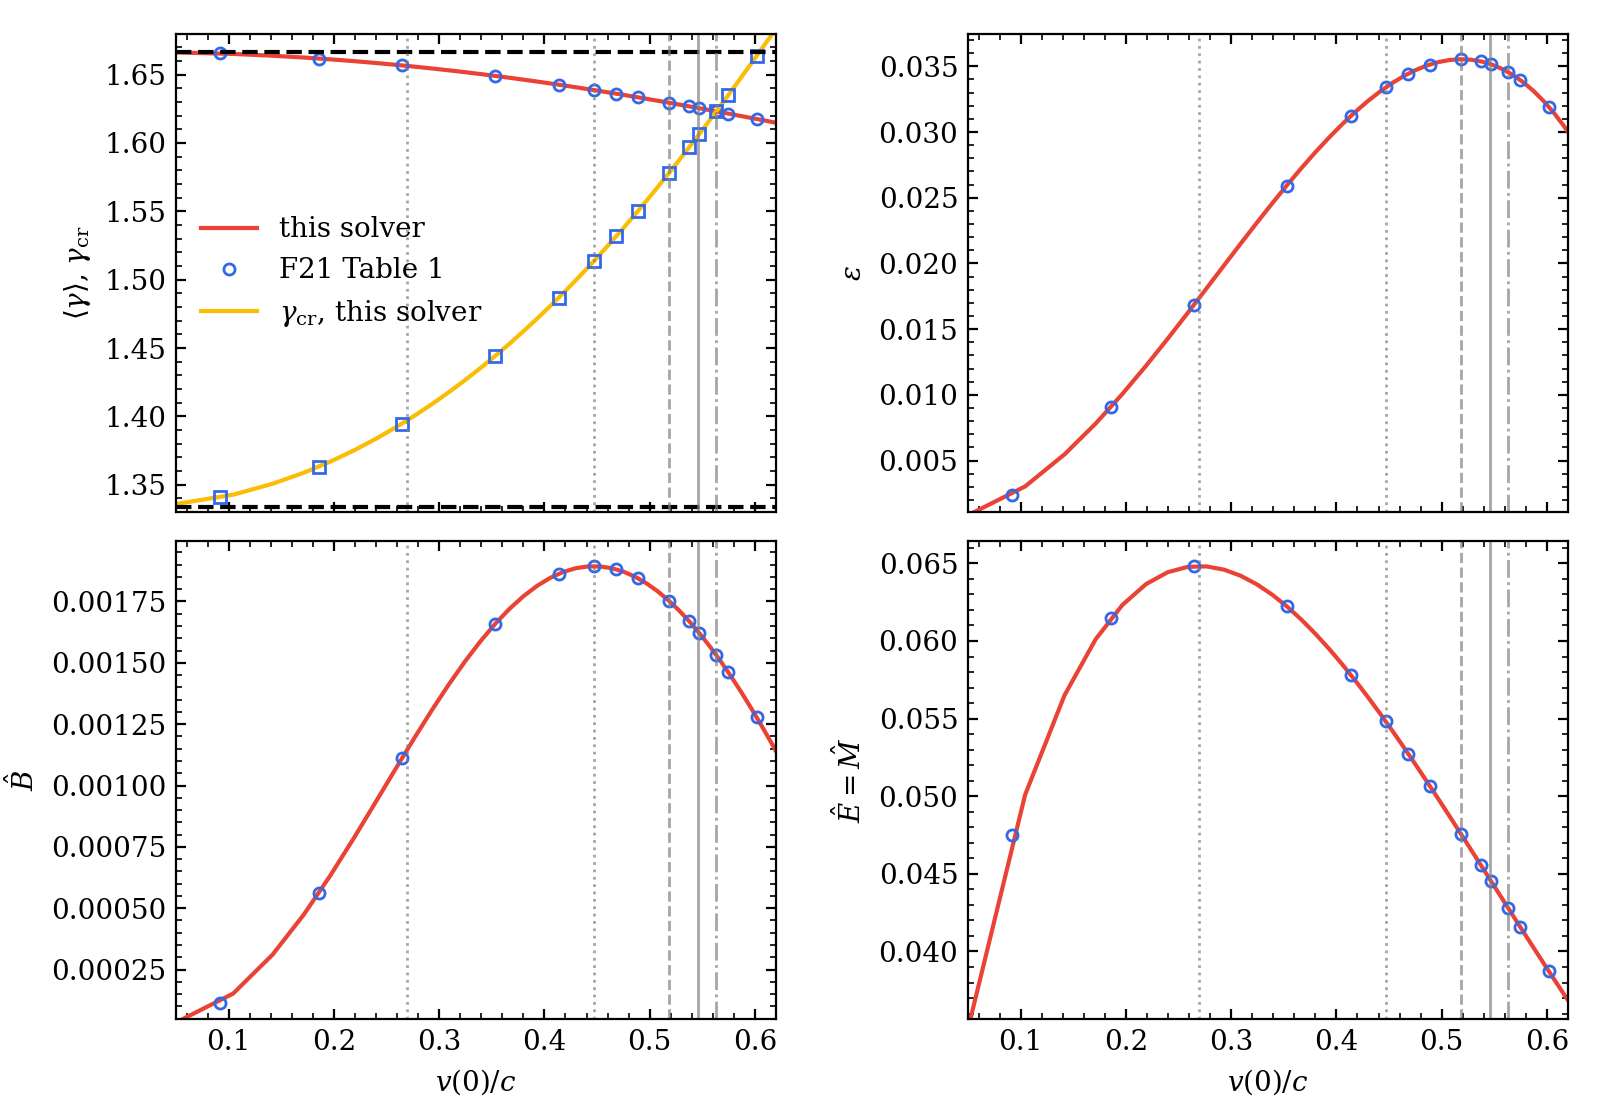 1.65
1.60
1.55
1.50
1.45
1.40
1.35
⟨γ⟩, γcr
this solver
F21 Table 1
γcr, this solver
0.035
0.030
0.025
0.020
0.015
0.010
0.005
ε
0.00175
0.00150
0.00125
0.00100
0.00075
0.00050
0.00025
B̂
0.1 0.2 0.3 0.4 0.5 0.6
v(0)/c
0.065
0.060
0.055
0.050
0.045
0.040
Ê = M̂
0.1 0.2 0.3 0.4 0.5 0.6
v(0)/c